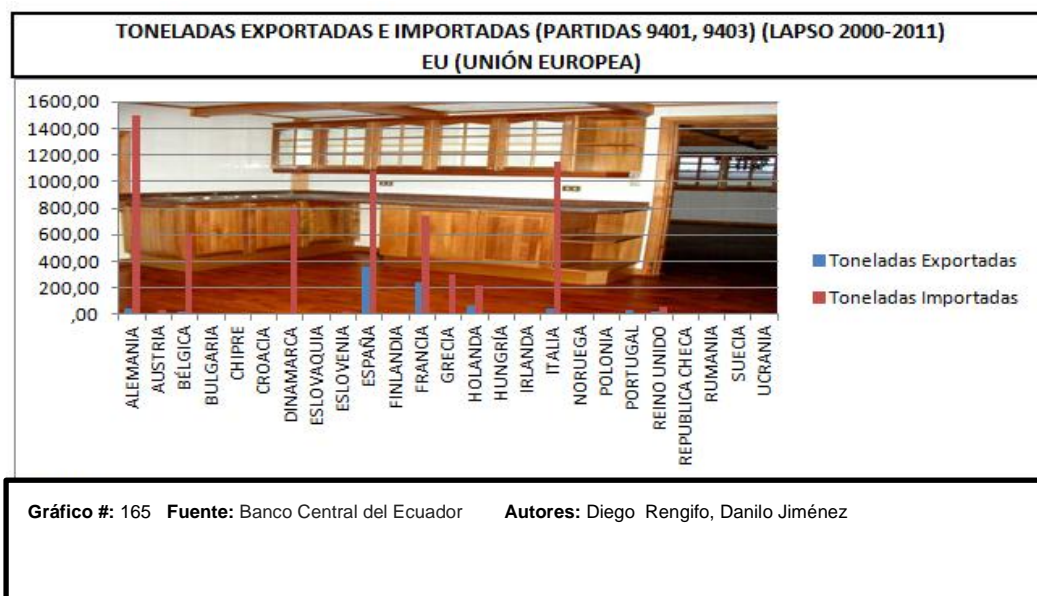 TONELADAS EXPORTADAS E IMPORTADAS (PARTIDAS 9401, 9403) (LAPSO 2000-2011)
EU (UNIÓN EUROPEA)
1600,00
1400,00
1200,00
1000,00
800,00
600,00
400,00
200,00
,00
ALEMANIA
AUSTRIA
BÉLGICA
BULGARIA
CHIPRE
CROACIA
DINAMARCA
ESLOVAQUIA
ESLOVENIA
ESPAÑA
FINLANDIA
FRANCIA
GRECIA
HOLANDA
HUNGRÍA
IRLANDA
ITALIA
NORUEGA
POLONIA
PORTUGAL
REINO UNIDO
REPUBLICA CHECA
RUMANIA
SUECIA
UCRANIA
Toneladas Exportadas
Toneladas Importadas
Gráfico #: 165 Fuente: Banco Central del Ecuador Autores: Diego Rengifo, Danilo Jiménez